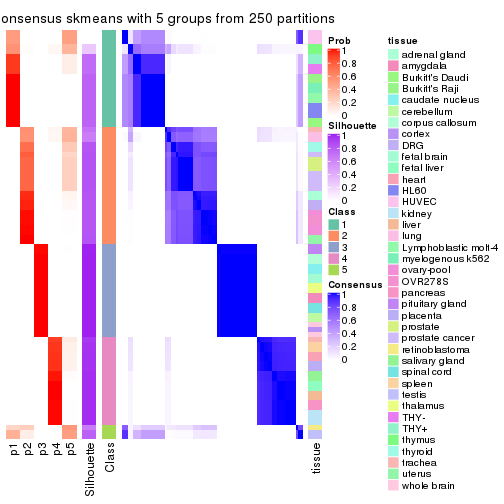 onsensus skmeans with 5 groups from 250 partitions
Prob
1
0.8
0.6
0.4
0.2
0
Silhouette
1
0.8
0.6
0.4
0.2
0
Class
1
2
3
4
5
Consensus
1
0.8
0.6
0.4
0.2
0
tissue
adrenal gland
amygdala
Burkitt's Daudi
Burkitt's Raji
caudate nucleus
cerebellum
corpus callosum
cortex
DRG
fetal brain
fetal liver
heart
HL60
HUVEC
kidney
liver
lung
Lymphoblastic molt-4
myelogenous k562
ovary-pool
OVR278S
pancreas
pituitary gland
placenta
prostate
prostate cancer
retinoblastoma
salivary gland
spinal cord
spleen
testis
thalamus
THY-
THY+
thymus
thyroid
trachea
uterus
whole brain
p1
p2
p3
p4
p5
Silhouette
Class
tissue